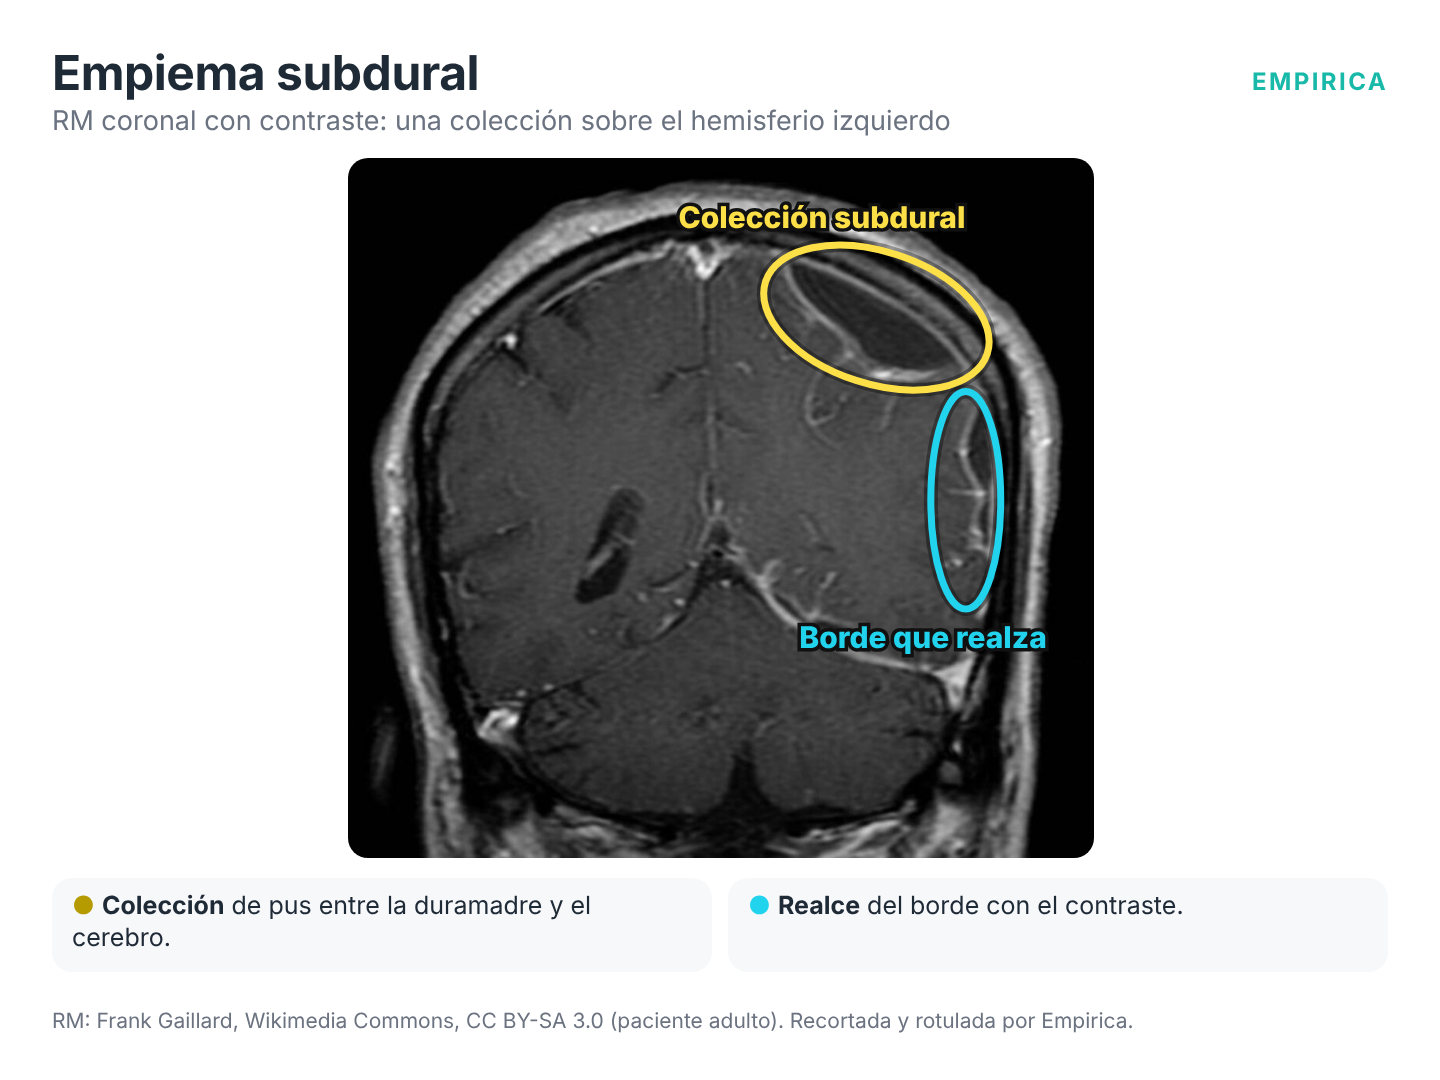 Empiema subdural
EMPIRICA
RM coronal con contraste: una colección sobre el hemisferio izquierdo
Colección subdural
Borde que realza
Colección de pus entre la duramadre y el
cerebro.
Realce del borde con el contraste.
RM: Frank Gaillard, Wikimedia Commons, CC BY-SA 3.0 (paciente adulto). Recortada y rotulada por Empirica.